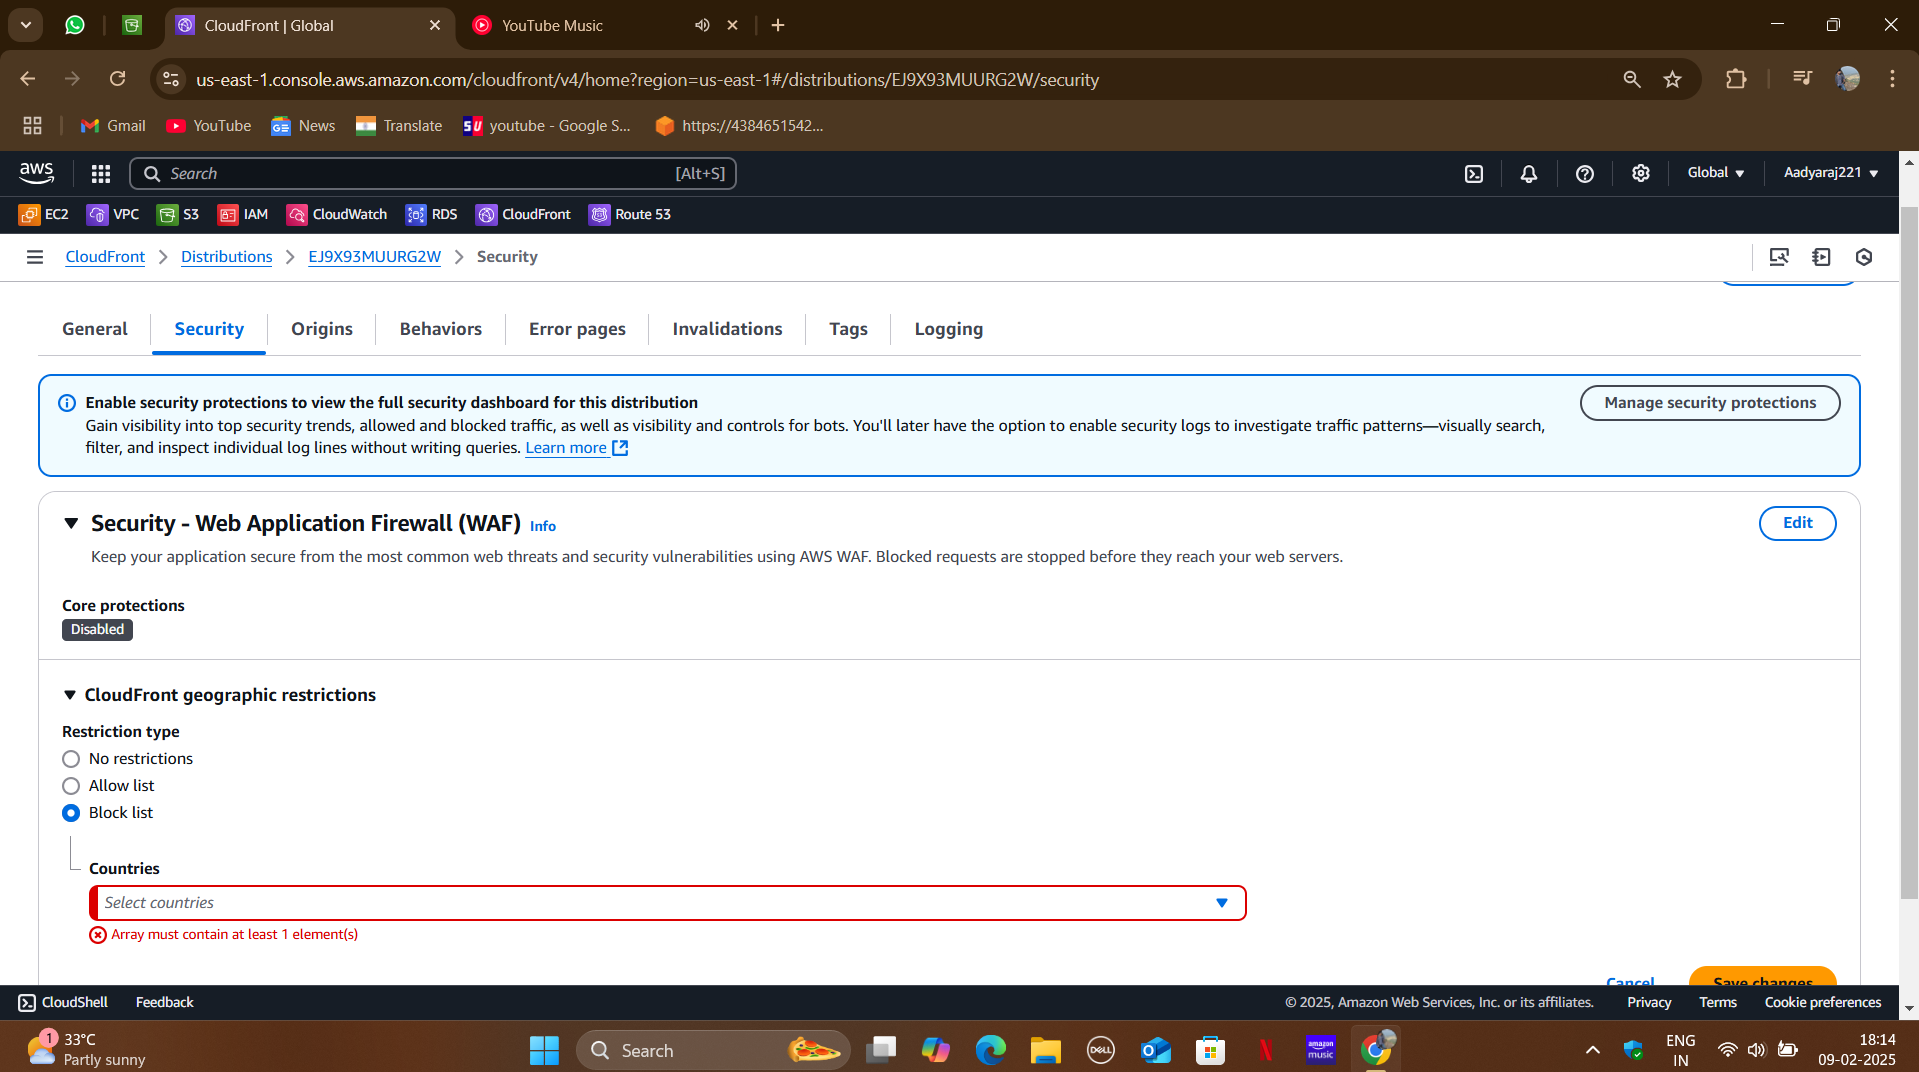 CloudFront | Global
YouTube Music
us-east-1.console.aws.amazon.com/cloudfront/v4/home?region=us-east-1#/distributions/EJ9X93MUURG2W/security
Gmail
YouTube
News
Translate
SU
youtube - Google S...
https://4384651542...
aws
Search
[Alt+S]
Global
Aadyaraj221
EC2
VPC
S3
IAM
CloudWatch
RDS
CloudFront
Route 53
CloudFront
Distributions
EJ9X93MUURG2W
Security
General
Security
Origins
Behaviors
Error pages
Invalidations
Tags
Logging
Enable security protections to view the full security dashboard for this distribution
Manage security protections
Gain visibility into top security trends, allowed and blocked traffic, as well as visibility and controls for bots. You'll later have the option to enable security logs to investigate traffic patterns—visually search,
filter, and inspect individual log lines without writing queries. Learn more
Security - Web Application Firewall (WAF) Info
Edit
Keep your application secure from the most common web threats and security vulnerabilities using AWS WAF. Blocked requests are stopped before they reach your web servers.
Core protections
Disabled
CloudFront geographic restrictions
Restriction type
No restrictions
Allow list
Block list
Countries
Select countries
Array must contain at least 1 element(s)
Cancel
Save changes
CloudShell
Feedback
© 2025, Amazon Web Services, Inc. or its affiliates.
Privacy
Terms
Cookie preferences
1
33°C
Partly sunny
Search
DELL
amazon music
ENG
IN
18:14
09-02-2025